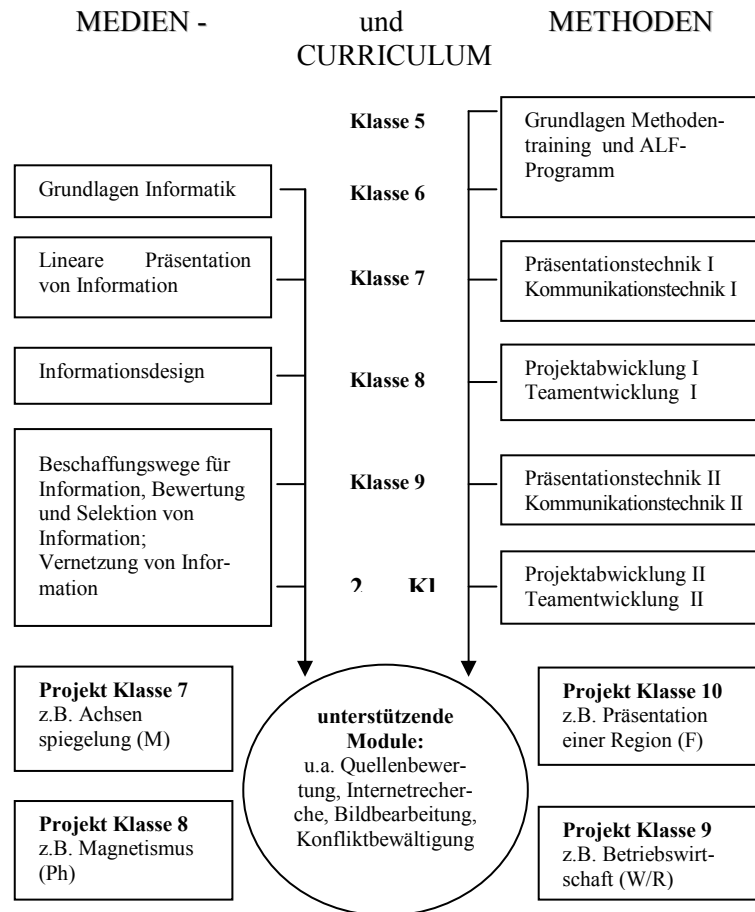 MEDIEN - und METHODEN
CURRICULUM
Klasse 5
Grundlagen Methoden-
training und ALF-
Programm
Grundlagen Informatik
Klasse 6
Lineare Präsentation
von Information
Klasse 7
Präsentationstechnik I
Kommunikationstechnik I
Informationsdesign
Klasse 8
Projektabwicklung I
Teamentwicklung I
Beschaffungswege für
Information, Bewertung
und Selektion von
Information;
Vernetzung von Infor-
mation
Klasse 9
Präsentationstechnik II
Kommunikationstechnik II
2 Kl
Projektabwicklung II
Teamentwicklung II
Projekt Klasse 7
z.B. Achsen
spiegelung (M)
unterstützende
Module:
u.a. Quellenbewer-
tung, Internetrecher-
che, Bildbearbeitung,
Konfliktbewältigung
Projekt Klasse 10
z.B. Präsentation
einer Region (F)
Projekt Klasse 8
z.B. Magnetismus
(Ph)
Projekt Klasse 9
z.B. Betriebswirt-
schaft (W/R)